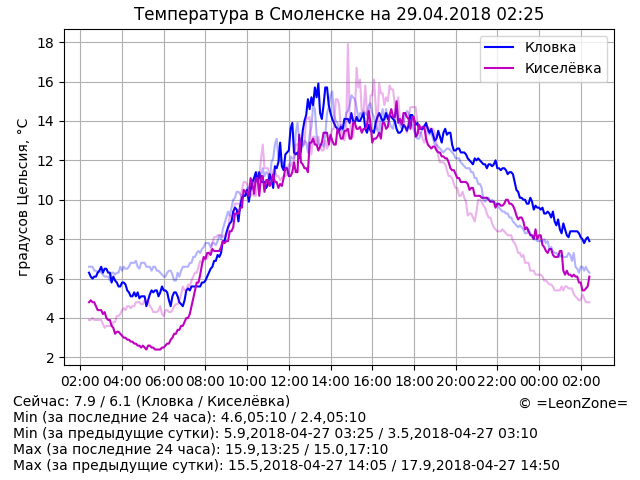 Температура в Смоленске на 29.04.2018 02:25
Кловка
Киселёвка
градусов Цельсия, °C
18
16
14
12
10
8
6
4
2
02:00 04:00 06:00 08:00 10:00 12:00 14:00 16:00 18:00 20:00 22:00 00:00 02:00
Сейчас: 7.9 / 6.1 (Кловка / Киселёвка)
© =LeonZone=
Min (за последние 24 часа): 4.6,05:10 / 2.4,05:10
Min (за предыдущие сутки): 5.9,2018-04-27 03:25 / 3.5,2018-04-27 03:10
Max (за последние 24 часа): 15.9,13:25 / 15.0,17:10
Max (за предыдущие сутки): 15.5,2018-04-27 14:05 / 17.9,2018-04-27 14:50